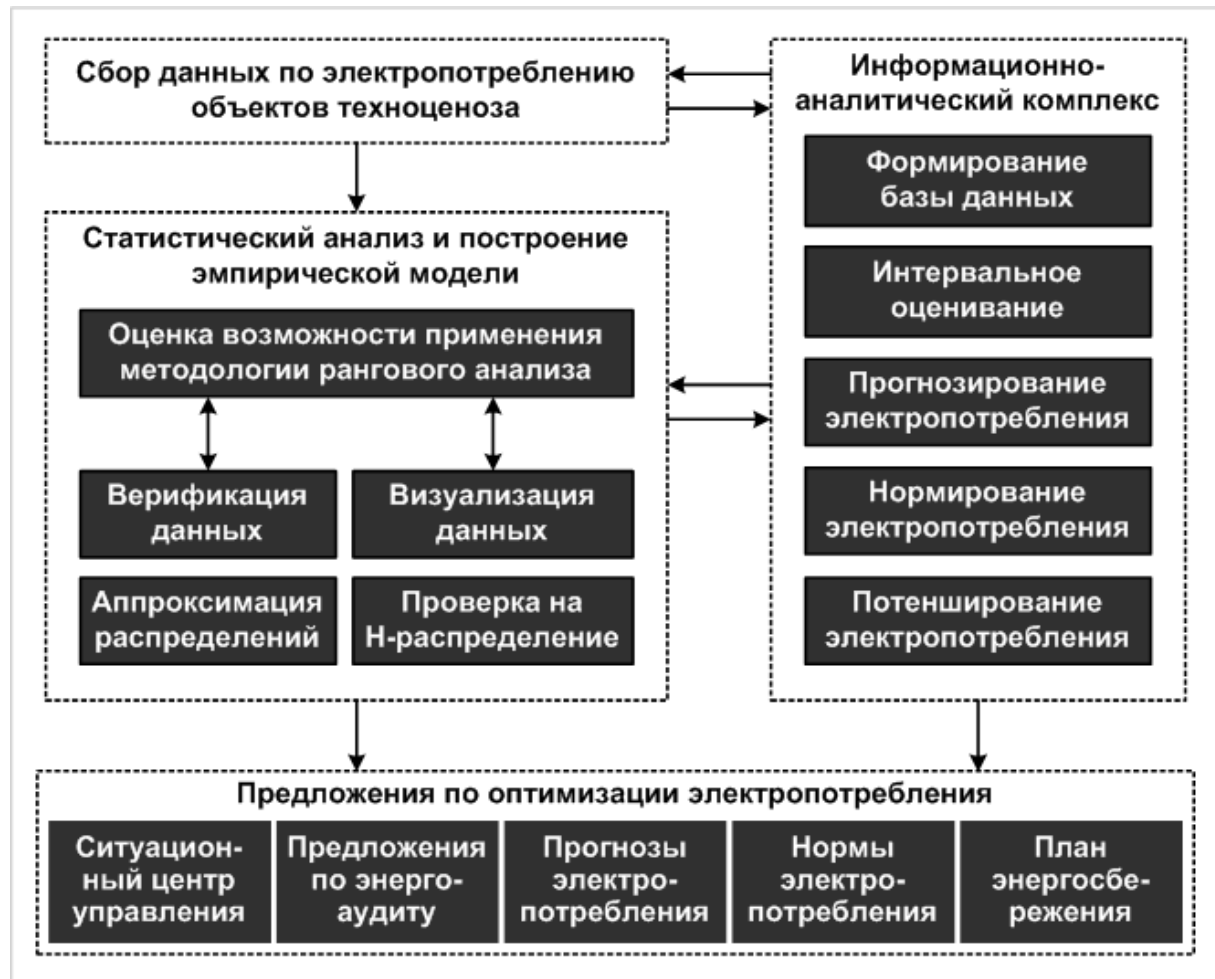 Сбор данных по электропотреблению
объектов техноценоза
Статистический анализ и построение
эмпирической модели
Оценка возможности применения
методологии рангового анализа
Верификация
данных
Визуализация
данных
Аппроксимация
распределений
Проверка на
Н-распределение
Информационно-
аналитический комплекс
Формирование
базы данных
Интервальное
оценивание
Прогнозирование
электропотребления
Нормирование
электропотребления
Потенширование
электропотребления
Предложения по оптимизации электропотребления
Ситуацион-
ный центр
управления
Предложения
по энерго-
аудиту
Прогнозы
электро-
потребления
Нормы
электро-
потребления
План
энергосбе-
режения